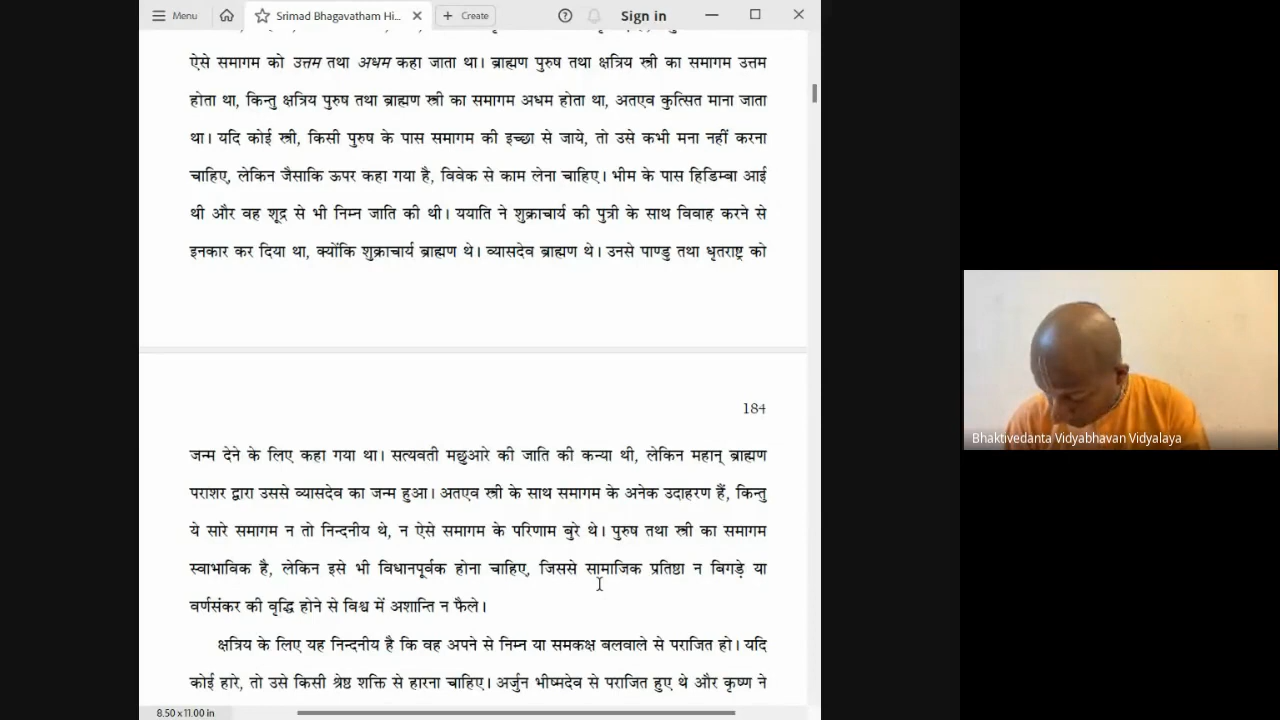 Menu
Srimad Bhagavatham Hi...
Create
Sign in
ऐसे समागम को उत्तम तथा अधम कहा जाता था। ब्राह्मण पुरुष तथा क्षत्रिय स्त्री का समागम उत्तम
होता था, किन्तु क्षत्रिय पुरुष तथा ब्राह्मण स्त्री का समागम अधम होता था, अतएव कुत्सित माना जाता
था। यदि कोई स्त्री, किसी पुरुष के पास समागम की इच्छा से जाये, तो उसे कभी मना नहीं करना
चाहिए, लेकिन जैसाकि ऊपर कहा गया है, विवेक से काम लेना चाहिए। भीम के पास हिडिम्बा आई
थी और वह शूद्र से भी निम्न जाति की थी। ययाति ने शुक्राचार्य की पुत्री के साथ विवाह करने से
इनकार कर दिया था, क्योंकि शुक्राचार्य ब्राह्मण थे। व्यासदेव ब्राह्मण थे। उनसे पाण्डु तथा धृतराष्ट्र को
184
जन्म देने के लिए कहा गया था। सत्यवती मछुआरे की जाति की कन्या थी, लेकिन महान् ब्राह्मण
पराशर द्वारा उससे व्यासदेव का जन्म हुआ। अतएव स्त्री के साथ समागम के अनेक उदाहरण हैं, किन्तु
ये सारे समागम न तो निन्दनीय थे, न ऐसे समागम के परिणाम बुरे थे। पुरुष तथा स्त्री का समागम
स्वाभाविक है, लेकिन इसे भी विधानपूर्वक होना चाहिए, जिससे सामाजिक प्रतिष्ठा न बिगड़े या
वर्णसंकर की वृद्धि होने से विश्व में अशान्ति न फैले।
क्षत्रिय के लिए यह निन्दनीय है कि वह अपने से निम्न या समकक्ष बलवाले से पराजित हो। यदि
कोई हारे, तो उसे किसी श्रेष्ठ शक्ति से हारना चाहिए। अर्जुन भीष्मदेव से पराजित हुए थे और कृष्ण ने
8.50 x 11.00 in
Bhaktivedanta Vidyabhavan Vidyalaya